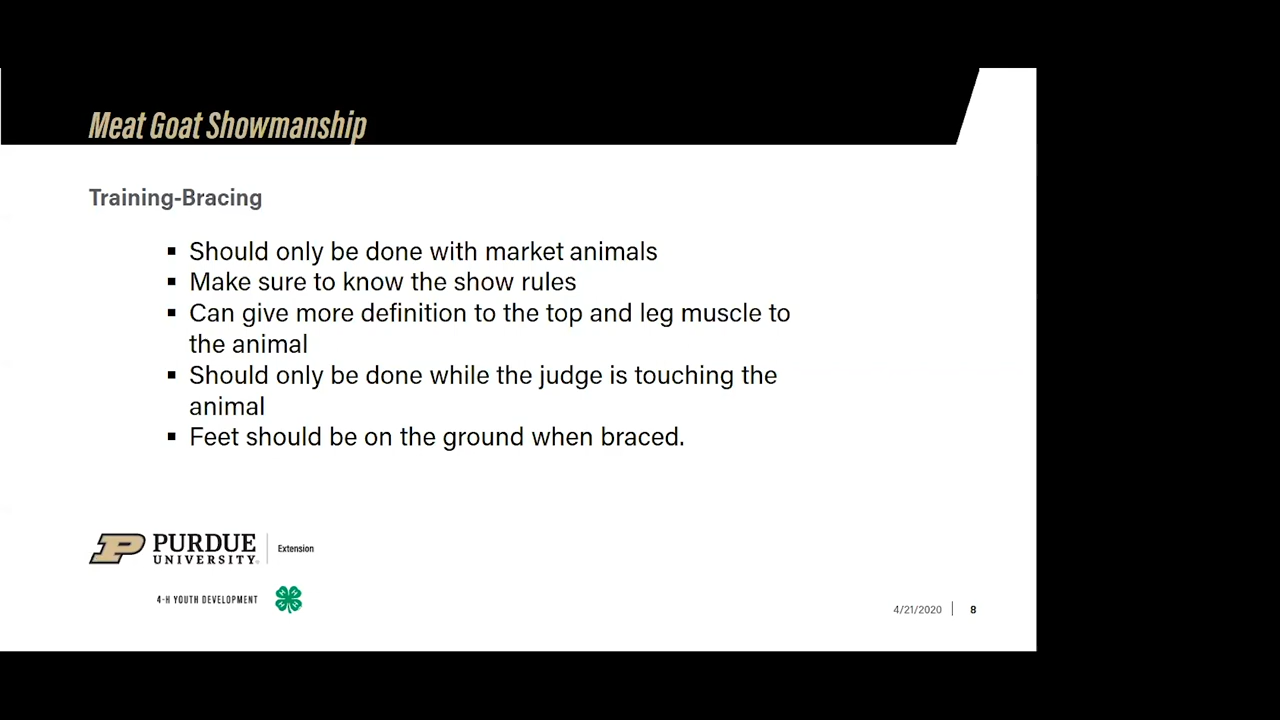 Meat Goat Showmanship
Training-Bracing
▪ Should only be done with market animals
▪ Make sure to know the show rules
▪ Can give more definition to the top and leg muscle to
the animal
▪ Should only be done while the judge is touching the
animal
▪ Feet should be on the ground when braced.
P PURDUE UNIVERSITY. | Extension
4-H YOUTH DEVELOPMENT
4/21/2020 | 8